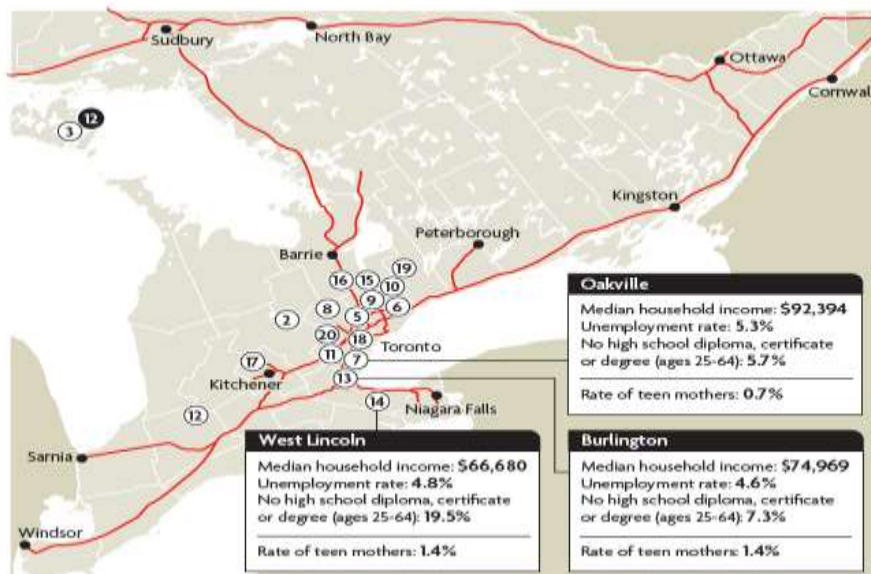 Sudbury
North Bay
Ottawa
Cornwal
12
3
Kingston
Peterborough
Barrie
19
16
15
10
9
6
8
5
2
20
18
Toronto
11
7
17
Kitchener
13
14
Niagara Falls
12
Sarnia
Windsor
Oakville
Median household income: $92,394
Unemployment rate: 5.3%
No high school diploma, certificate
or degree (ages 25-64): 5.7%
Rate of teen mothers: 0.7%
West Lincoln
Median household income: $66,680
Unemployment rate: 4.8%
No high school diploma, certificate
or degree (ages 25-64): 19.5%
Rate of teen mothers: 1.4%
Burlington
Median household income: $74,969
Unemployment rate: 4.6%
No high school diploma, certificate
or degree (ages 25-64): 7.3%
Rate of teen mothers: 1.4%